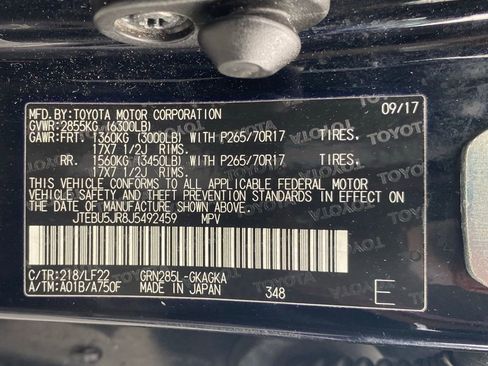 MFD.BY:TOYOTA MOTOR CORPORATION 09/17
GVWR:2855KG (6300LB)
GAWR:FRT. 1360KG (3000LB) WITH P265/70R17 TIRES.
17X7 1/2J RIMS.
RR. 1560KG (3450LB) WITH P265/70R17 TIRES.
17X7 1/2J RIMS.
THIS VEHICLE CONFORMS TO ALL APPLICABLE FEDERAL MOTOR
VEHICLE SAFETY AND THEFT PREVENTION STANDARDS IN EFFECT
ON THE DATE OF MANUFACTURE SHOWN ABOVE.
JTEBU5JR8J5492459 MPV
C/TR:218/LF22 GRN285L-GKAGKA
A/TM:A01B/A750F MADE IN JAPAN 348 E